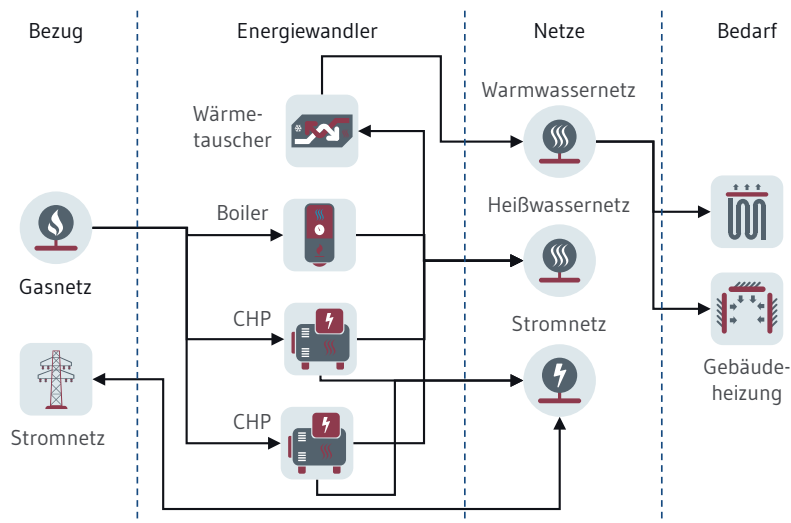 Bezug
Energiewandler
Netze
Bedarf
Wärme-
tauscher
Warmwassernetz
Boiler
Heißwassernetz
Gasnetz
CHP
Stromnetz
Gebäude-
heizung
CHP
Stromnetz